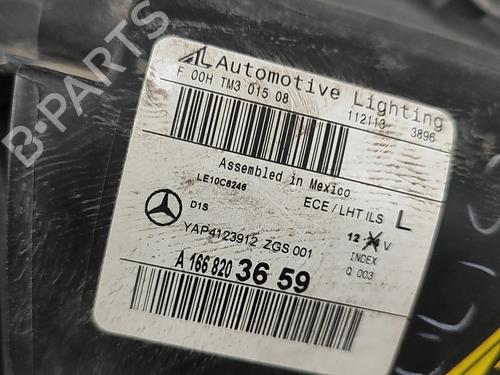 AL Automotive Lighting
F 00H TM3 015 08
112113 3896
Assembled in Mexico
LE10C6246
ECE / LHT ILS L
D1S
12 V
YAP4123912 ZGS 001
INDEX
Q 003
A 166 820 36 59
B-PARTS